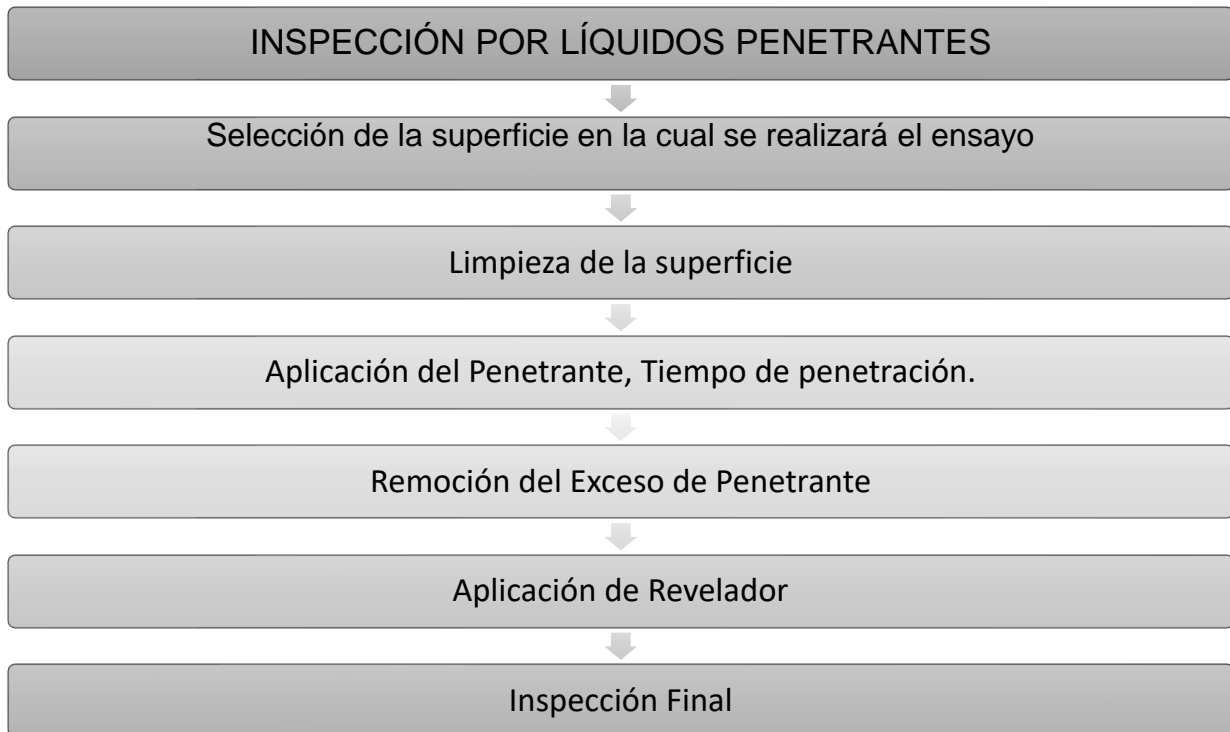 INSPECCIÓN POR LÍQUIDOS PENETRANTES
Selección de la superficie en la cual se realizará el ensayo
Limpieza de la superficie
Aplicación del Penetrante, Tiempo de penetración.
Remoción del Exceso de Penetrante
Aplicación de Revelador
Inspección Final